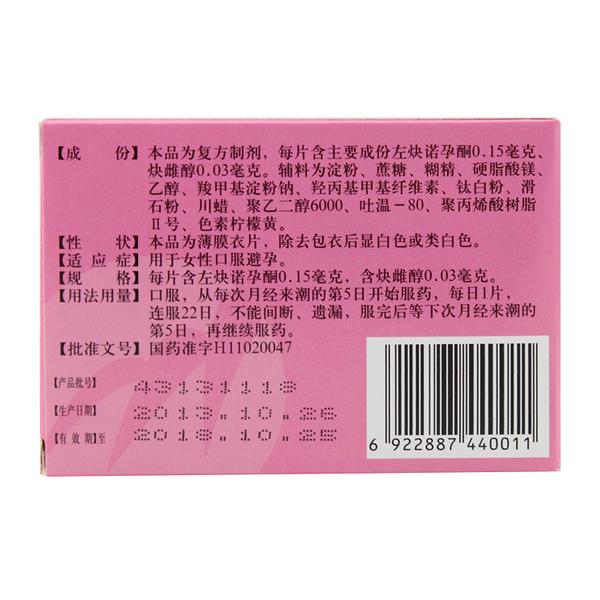 【成　份】本品为复方制剂，每片含主要成份左炔诺孕酮0.15毫克、
炔雌醇0.03毫克。辅料为淀粉、蔗糖、糊精、硬脂酸镁、
乙醇、羧甲基淀粉钠、羟丙基甲基纤维素、钛白粉、滑
石粉、川蜡、聚乙二醇6000、吐温－80、聚丙烯酸树脂
Ⅱ号、色素柠檬黄。
【性　状】本品为薄膜衣片，除去包衣后显白色或类白色。
【适 应 症】用于女性口服避孕。
【规　格】每片含左炔诺孕酮0.15毫克，含炔雌醇0.03毫克。
【用法用量】口服，从每次月经来潮的第5日开始服药，每日1片，
连服22日，不能间断、遗漏，服完后等下次月经来潮的
第5日，再继续服药。
【批准文号】国药准字H11020047
【产品批号】 43131119
【生产日期】 2013.10.26
【有 效 期】至 2018.10.25
6 922887 440011